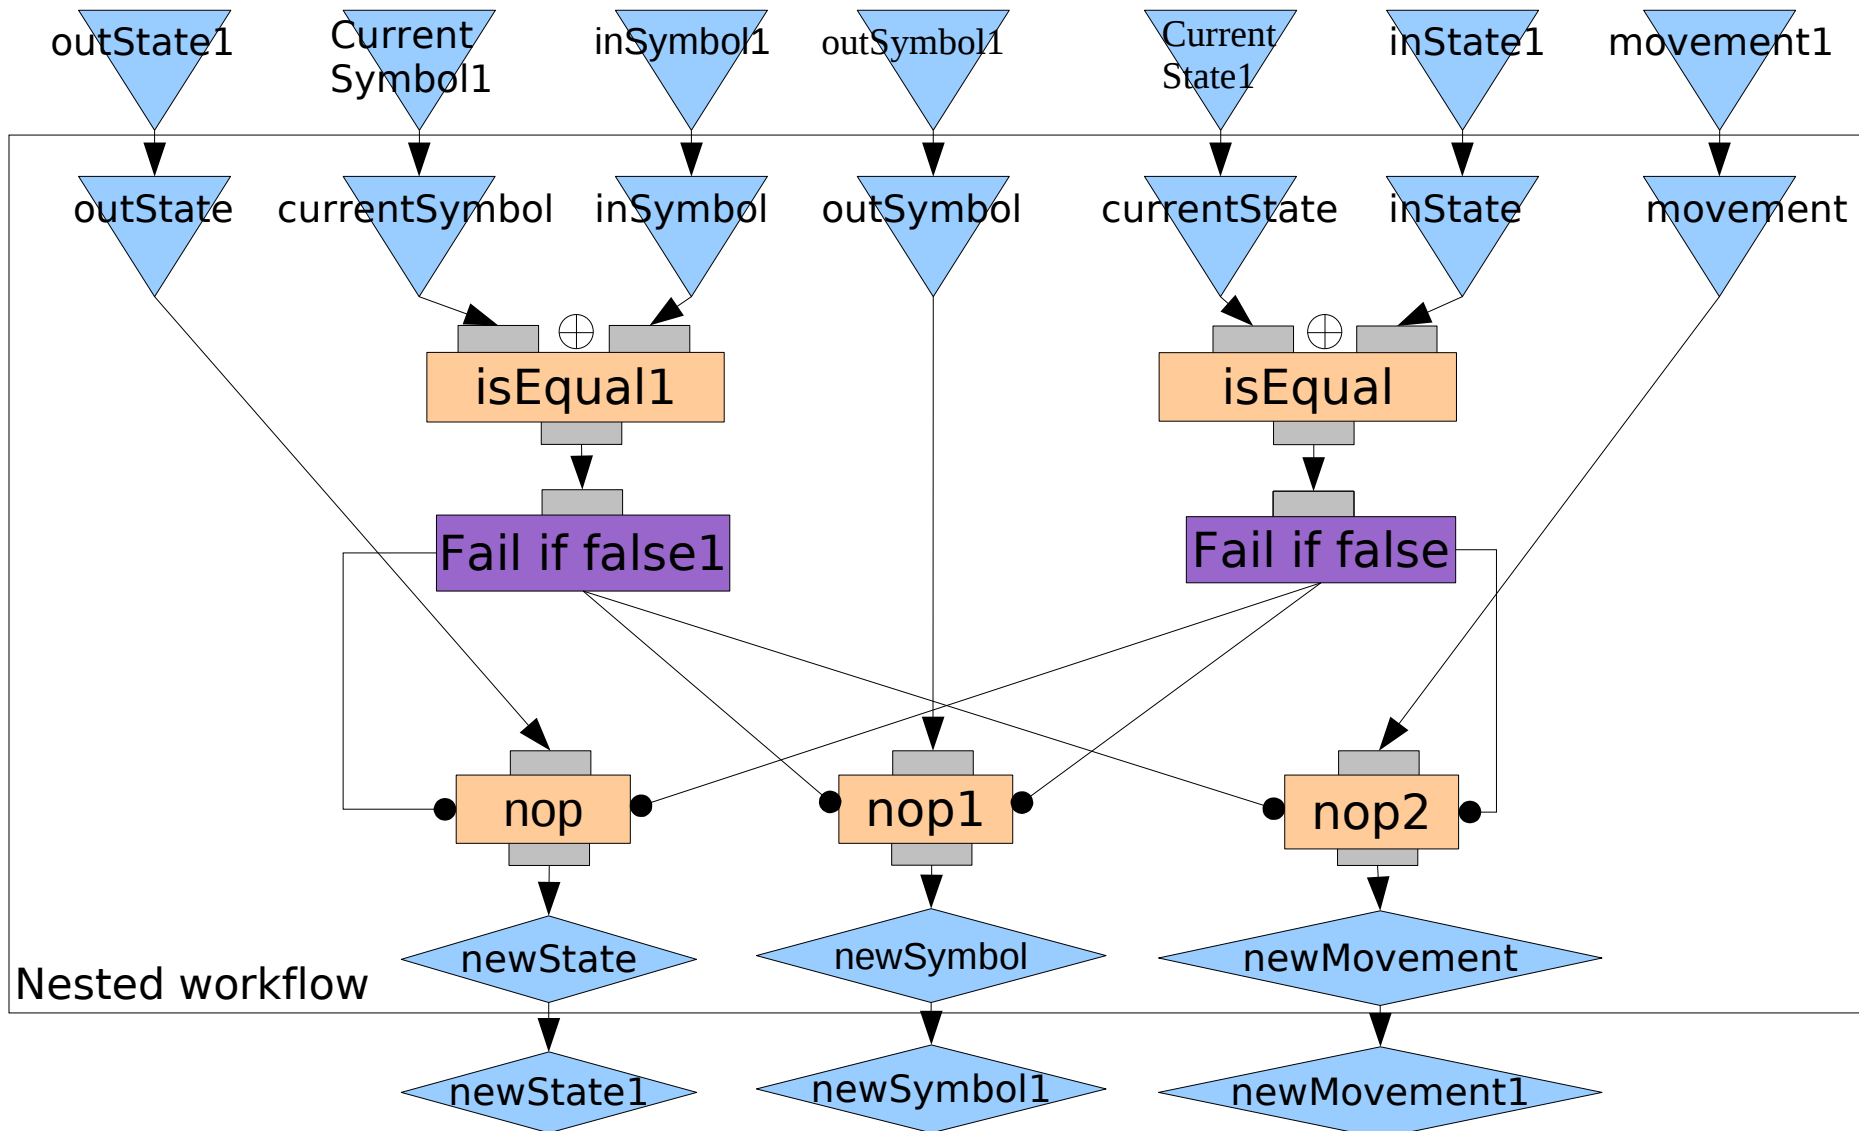 outState1
Current
Symbol1
inSymbol1
outSymbol1
Current
State1
inState1
movement1
outState
currentSymbol
inSymbol
outSymbol
currentState
inState
movement
isEqual1
isEqual
Fail if false1
Fail if false
nop
nop1
nop2
newState
newSymbol
newMovement
Nested workflow
newState1
newSymbol1
newMovement1